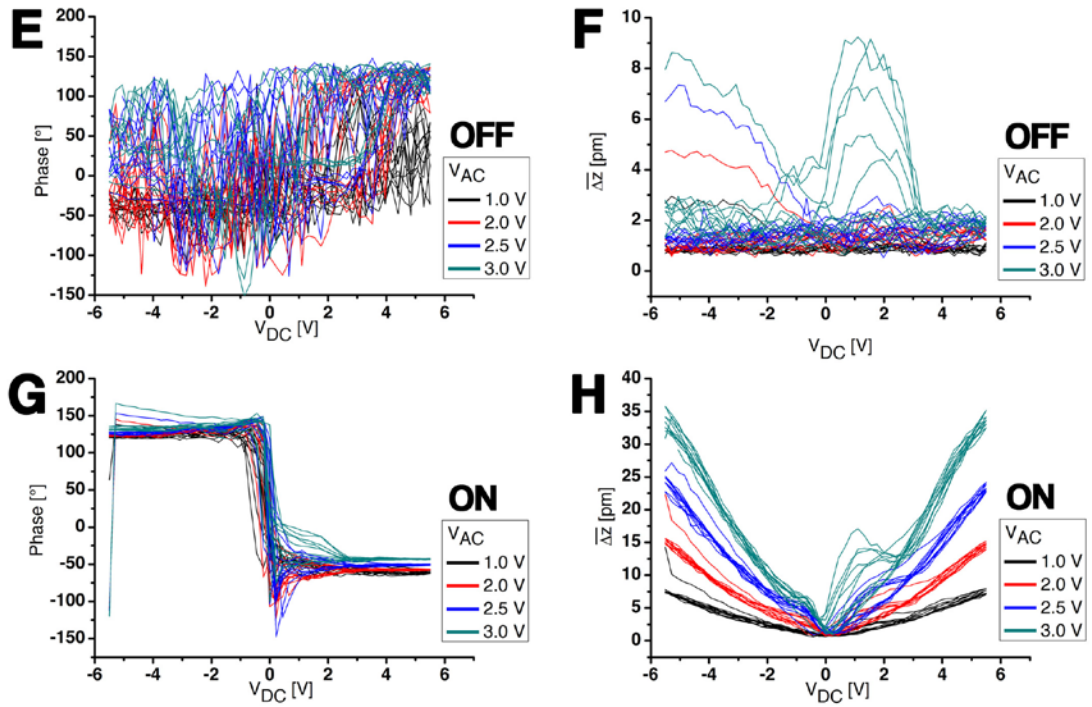 E
200
150
100
50
0
-50
-100
-150
Phase [°]
-6 -4 -2 0 2 4 6
V_DC [V]
OFF
V_AC
1.0 V
2.0 V
2.5 V
3.0 V
F
10
8
6
4
2
0
Δz [pm]
-6 -4 -2 0 2 4 6
V_DC [V]
OFF
V_AC
1.0 V
2.0 V
2.5 V
3.0 V
G
200
150
100
50
0
-50
-100
-150
Phase [°]
-6 -4 -2 0 2 4 6
V_DC [V]
ON
V_AC
1.0 V
2.0 V
2.5 V
3.0 V
H
40
35
30
25
20
15
10
5
0
Δz [pm]
-6 -4 -2 0 2 4 6
V_DC [V]
ON
V_AC
1.0 V
2.0 V
2.5 V
3.0 V